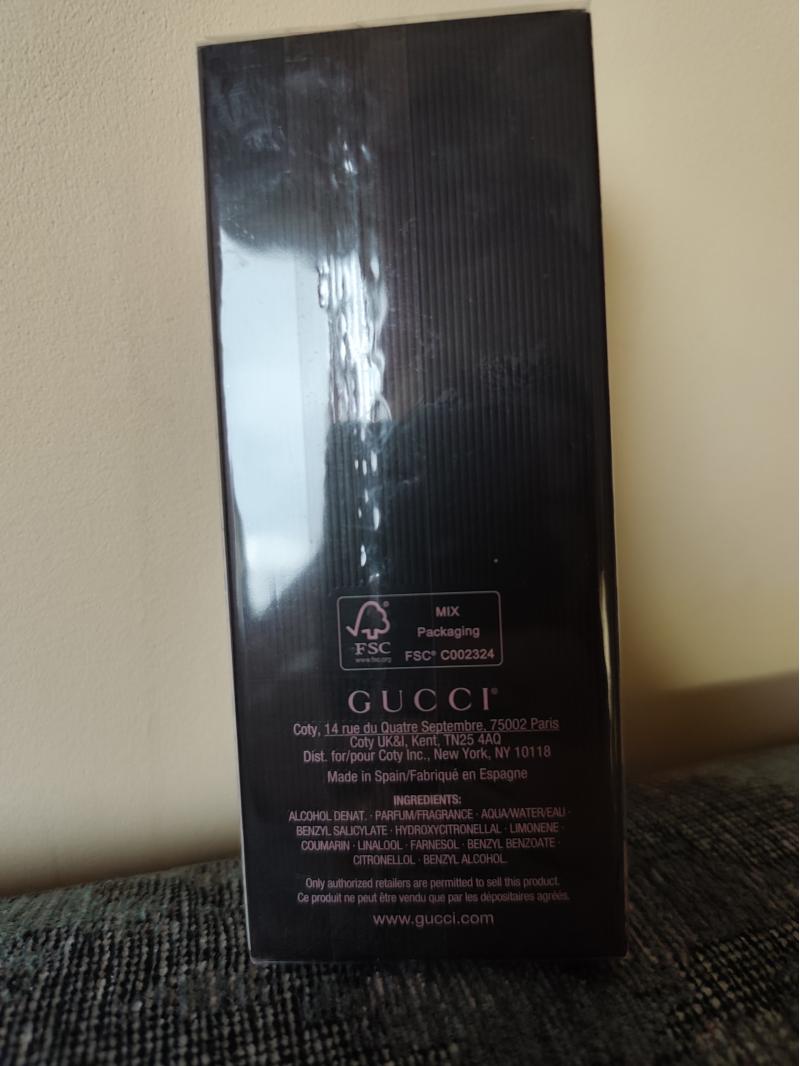 MIX
Packaging
FSC® C002324
FSC®
www.fsc.org
GUCCI®
Coty, 14 rue du Quatre Septembre, 75002 Paris
Coty UK&I, Kent, TN25 4AQ
Dist. for/pour Coty Inc., New York, NY 10118
Made in Spain/Fabriqué en Espagne
INGREDIENTS:
ALCOHOL DENAT. · PARFUM/FRAGRANCE · AQUA/WATER/EAU ·
BENZYL SALICYLATE · HYDROXYCITRONELLAL · LIMONENE ·
COUMARIN · LINALOOL · FARNESOL · BENZYL BENZOATE ·
CITRONELLOL · BENZYL ALCOHOL.
Only authorized retailers are permitted to sell this product.
Ce produit ne peut être vendu que par les dépositaires agréés.
www.gucci.com